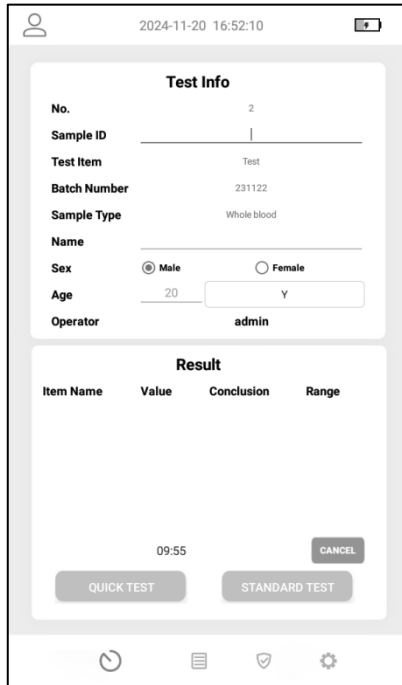 2024-11-20 16:52:10
Test Info
No. 2
Sample ID
Test Item Test
Batch Number 231122
Sample Type Whole blood
Name
Sex Male Female
Age 20 Y
Operator admin
Result
Item Name Value Conclusion Range
09:55 CANCEL
QUICK TEST STANDARD TEST